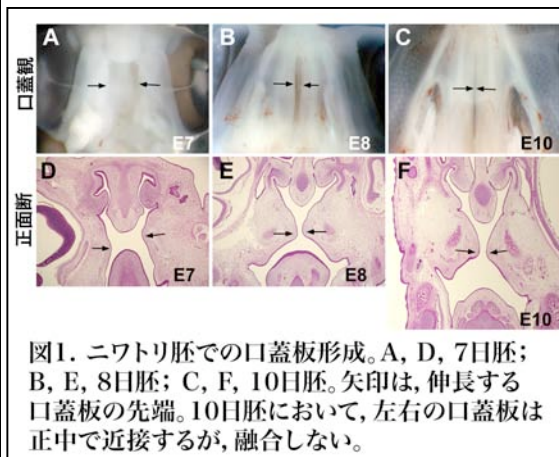 口蓋観
A
E7
B
E8
C
E10
正面断
D
E7
E
E8
F
E10
図1. ニワトリ胚での口蓋板形成。A, D, 7日胚;
B, E, 8日胚; C, F, 10日胚。矢印は, 伸長する
口蓋板の先端。10日胚において, 左右の口蓋板は
正中で近接するが, 融合しない。